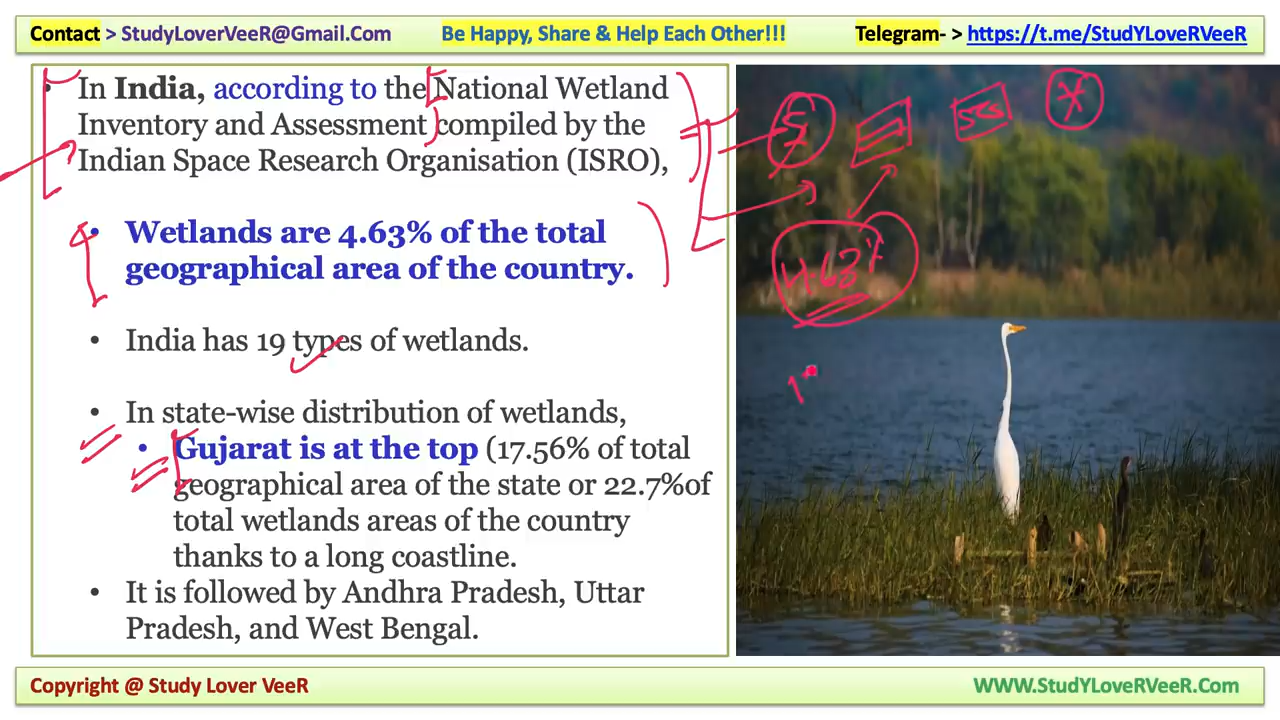 Contact > StudyLoverVeeR@Gmail.Com Be Happy, Share & Help Each Other!!! Telegram- > https://t.me/StudYLoVeRVeeR
• In India, according to the National Wetland
Inventory and Assessment compiled by the
Indian Space Research Organisation (ISRO),
• Wetlands are 4.63% of the total
geographical area of the country.
• India has 19 types of wetlands.
• In state-wise distribution of wetlands,
• Gujarat is at the top (17.56% of total
geographical area of the state or 22.7%of
total wetlands areas of the country
thanks to a long coastline.
• It is followed by Andhra Pradesh, Uttar
Pradesh, and West Bengal.
4.63%
Copyright @ Study Lover VeeR WWW.StudYLoveRVeeR.Com